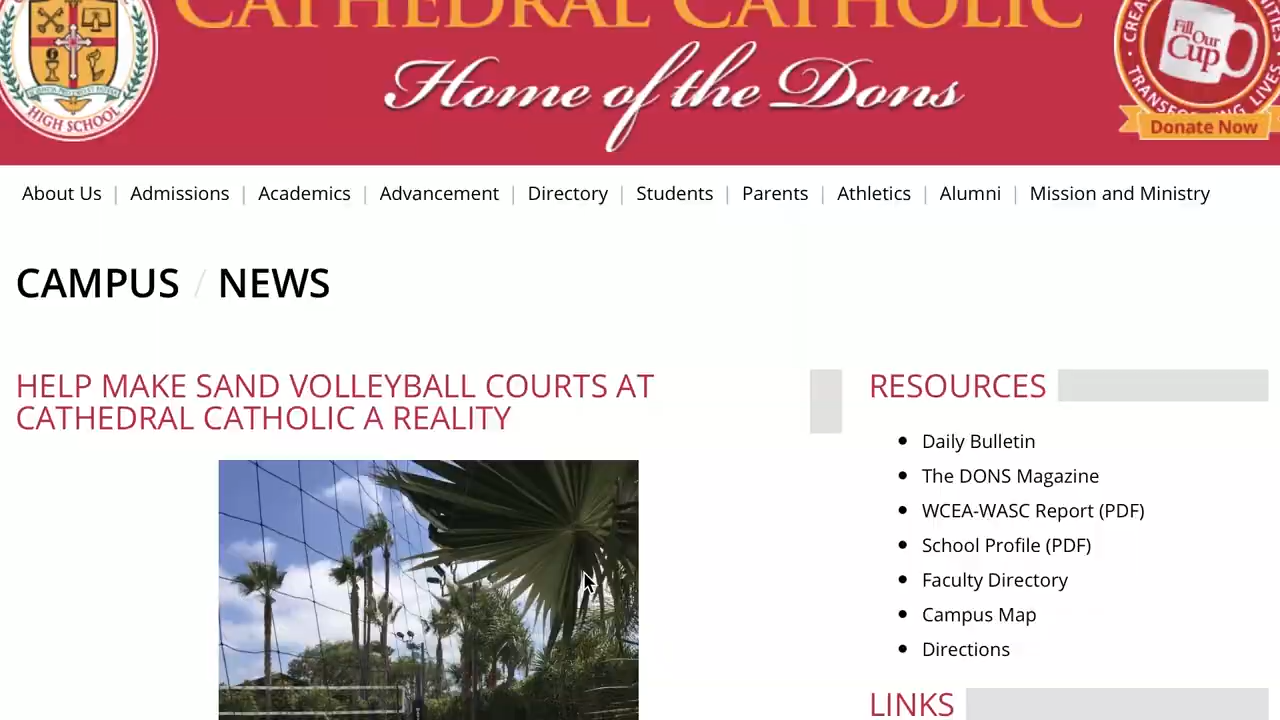 CATHEDRAL CATHOLIC
Home of the Dons
HIGH SCHOOL
Fill Our
Cup
TRANSFORMING LIVES
Donate Now
About Us | Admissions | Academics | Advancement | Directory | Students | Parents | Athletics | Alumni | Mission and Ministry
CAMPUS / NEWS
HELP MAKE SAND VOLLEYBALL COURTS AT
CATHEDRAL CATHOLIC A REALITY
RESOURCES
Daily Bulletin
The DONS Magazine
WCEA-WASC Report (PDF)
School Profile (PDF)
Faculty Directory
Campus Map
Directions
LINKS